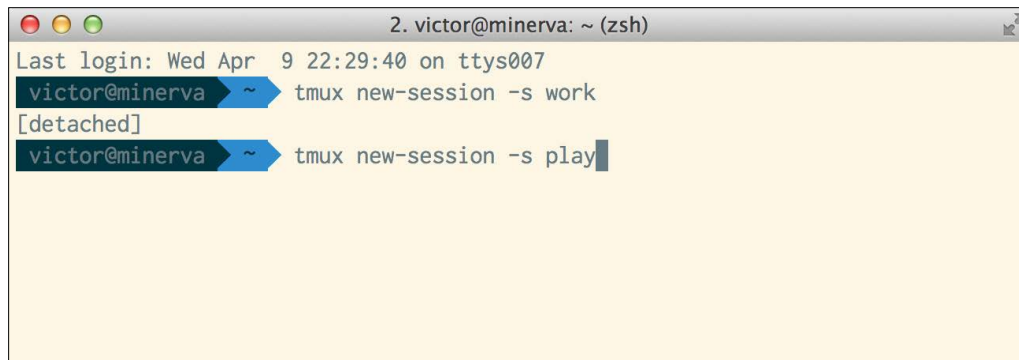 2. victor@minerva: ~ (zsh)
Last login: Wed Apr  9 22:29:40 on ttys007
victor@minerva ~ tmux new-session -s work
[detached]
victor@minerva ~ tmux new-session -s play